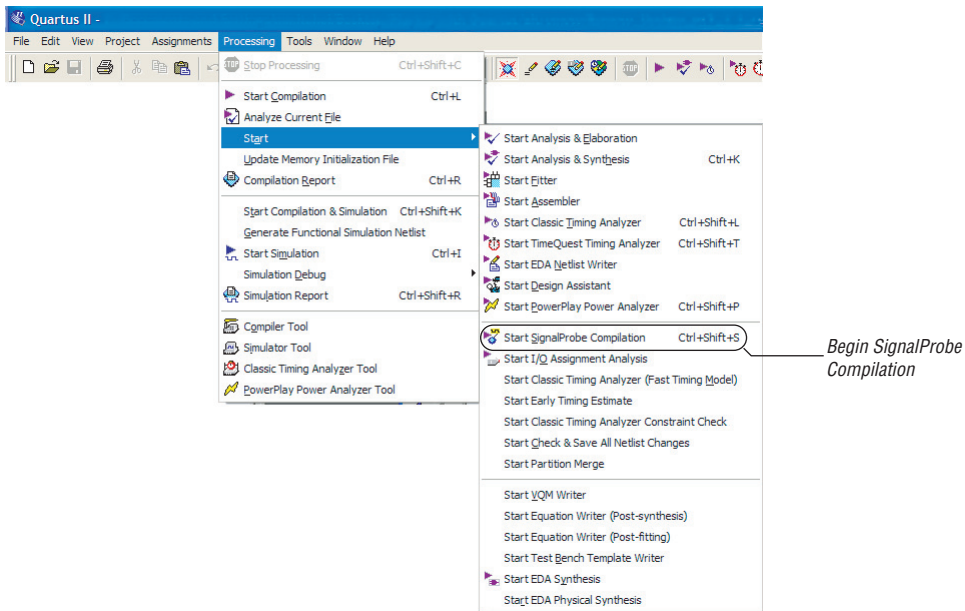 Quartus II -
File Edit View Project Assignments Processing Tools Window Help
Stop Processing Ctrl+Shift+C
Start Compilation Ctrl+L
Analyze Current File
Start
Update Memory Initialization File
Compilation Report Ctrl+R
Start Compilation & Simulation Ctrl+Shift+K
Generate Functional Simulation Netlist
Start Simulation Ctrl+I
Simulation Debug
Simulation Report Ctrl+Shift+R
Compiler Tool
Simulator Tool
Classic Timing Analyzer Tool
PowerPlay Power Analyzer Tool
STOP
Start Analysis & Elaboration
Start Analysis & Synthesis Ctrl+K
Start Fitter
Start Assembler
Start Classic Timing Analyzer Ctrl+Shift+L
Start TimeQuest Timing Analyzer Ctrl+Shift+T
Start EDA Netlist Writer
Start Design Assistant
Start PowerPlay Power Analyzer Ctrl+Shift+P
Start SignalProbe Compilation Ctrl+Shift+S
Start I/O Assignment Analysis
Start Classic Timing Analyzer (Fast Timing Model)
Start Early Timing Estimate
Start Classic Timing Analyzer Constraint Check
Start Check & Save All Netlist Changes
Start Partition Merge
Start VQM Writer
Start Equation Writer (Post-synthesis)
Start Equation Writer (Post-fitting)
Start Test Bench Template Writer
Start EDA Synthesis
Start EDA Physical Synthesis
Begin SignalProbe
Compilation